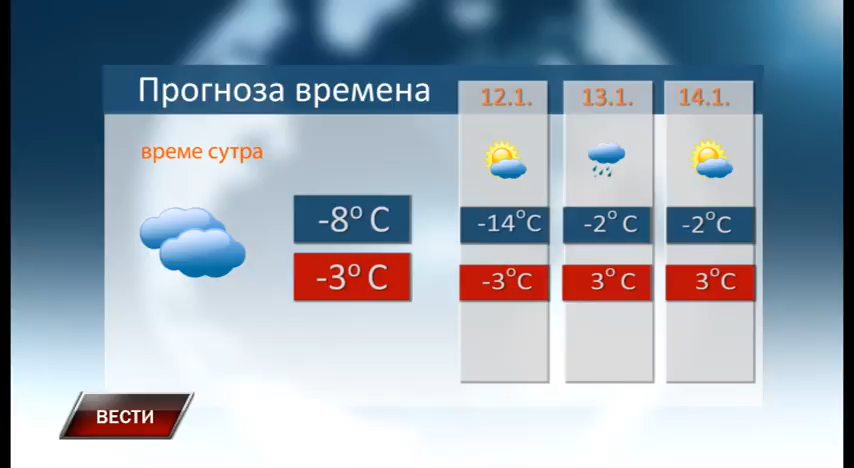 Прогноза времена
време сутра
-8° C
-3° C
12.1.
-14°C
-3°C
13.1.
-2°C
3°C
14.1.
-2°C
3°C
ВЕСТИ